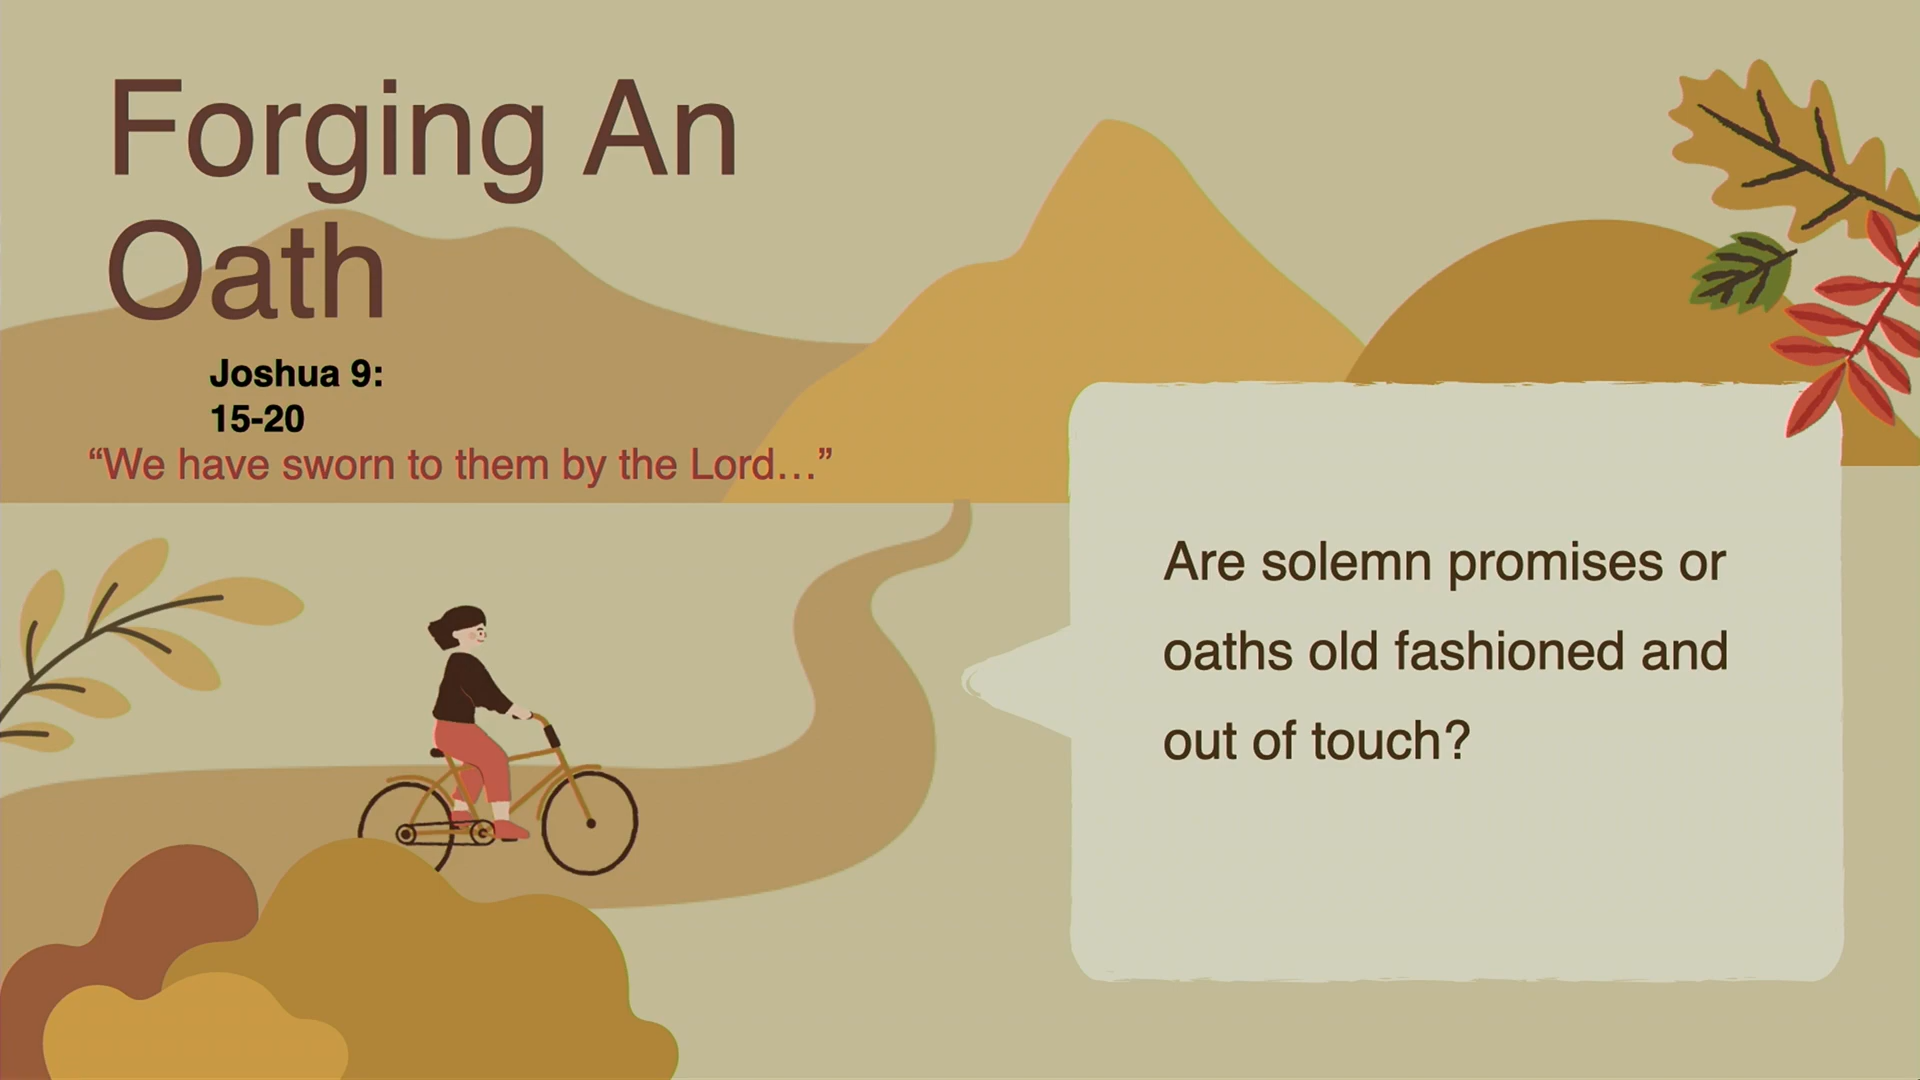 Forging An
Oath
Joshua 9:
15-20
“We have sworn to them by the Lord…”
Are solemn promises or
oaths old fashioned and
out of touch?